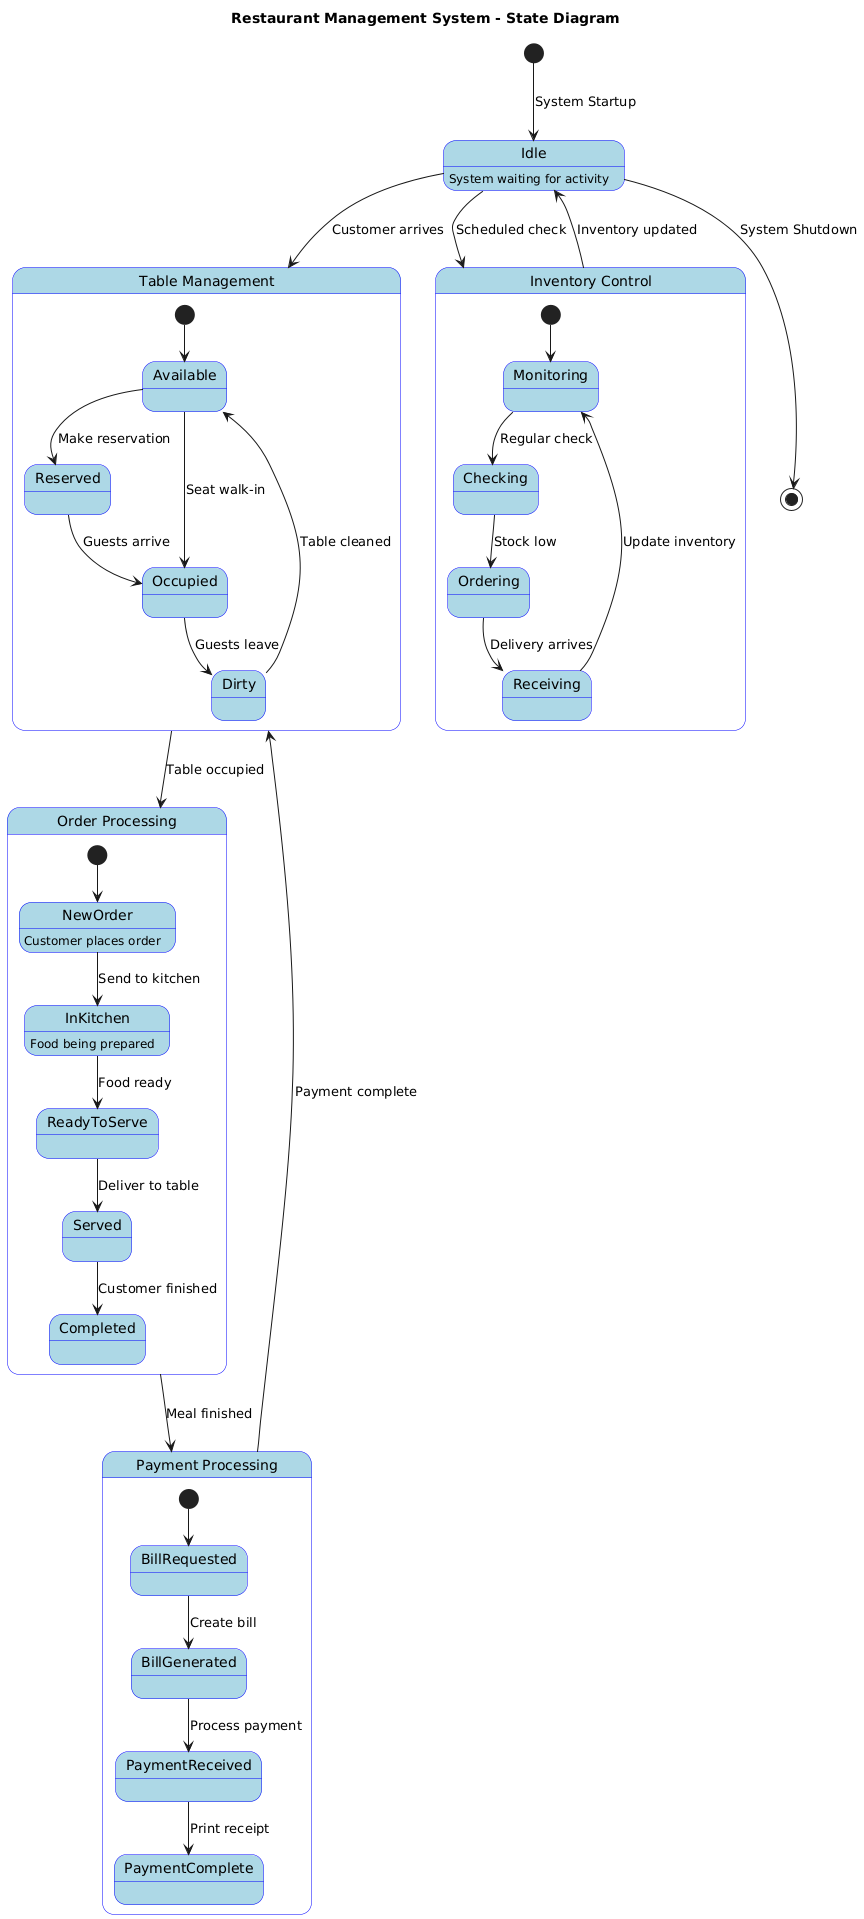 Restaurant Management System - State Diagram
System Startup
Idle
System waiting for activity
Customer arrives
Scheduled check
Inventory updated
System Shutdown
Table Management
Available
Make reservation
Reserved
Seat walk-in
Guests arrive
Table cleaned
Occupied
Guests leave
Dirty
Inventory Control
Monitoring
Regular check
Checking
Stock low
Update inventory
Ordering
Delivery arrives
Receiving
Table occupied
Order Processing
NewOrder
Customer places order
Send to kitchen
InKitchen
Food being prepared
Food ready
ReadyToServe
Deliver to table
Served
Customer finished
Completed
Payment complete
Meal finished
Payment Processing
BillRequested
Create bill
BillGenerated
Process payment
PaymentReceived
Print receipt
PaymentComplete